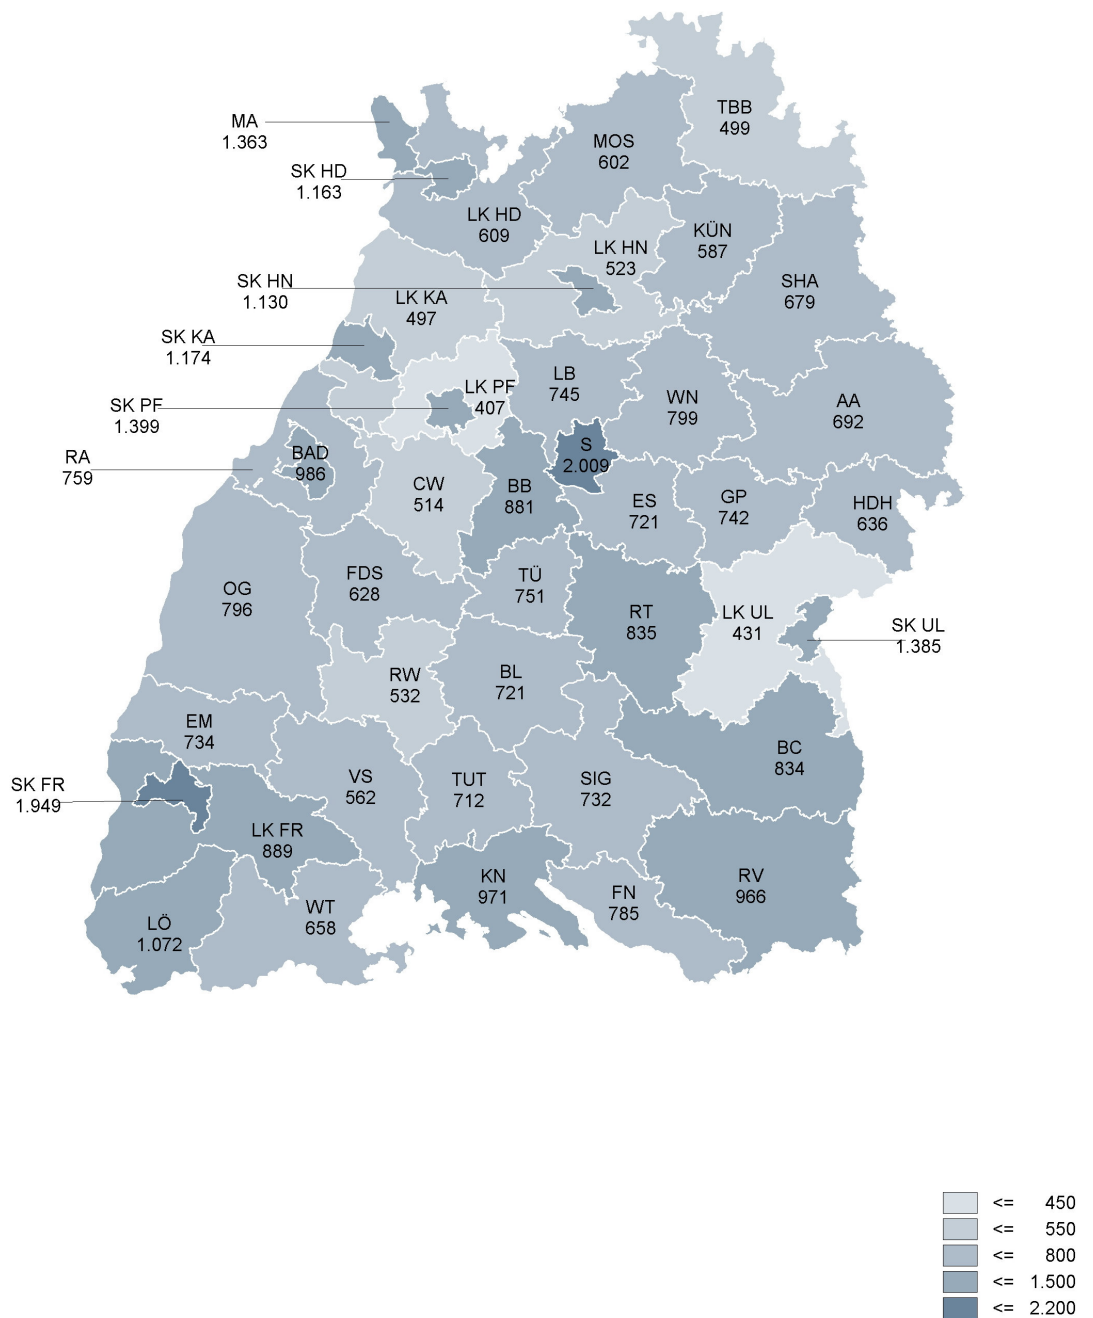 TBB
499
MA
1.363
MOS
602
SK HD
1.163
LK HD
609
KÜN
587
LK HN
523
SK HN
1.130
SHA
679
LK KA
497
SK KA
1.174
LB
745
LK PF
407
WN
799
AA
692
SK PF
1.399
S
2.009
BAD
986
RA
759
CW
514
BB
881
ES
721
GP
742
HDH
636
FDS
628
TÜ
751
OG
796
RT
835
LK UL
431
SK UL
1.385
RW
532
BL
721
EM
734
BC
834
SK FR
1.949
VS
562
TUT
712
SIG
732
LK FR
889
KN
971
RV
966
FN
785
WT
658
LÖ
1.072
<= 450
<= 550
<= 800
<= 1.500
<= 2.200